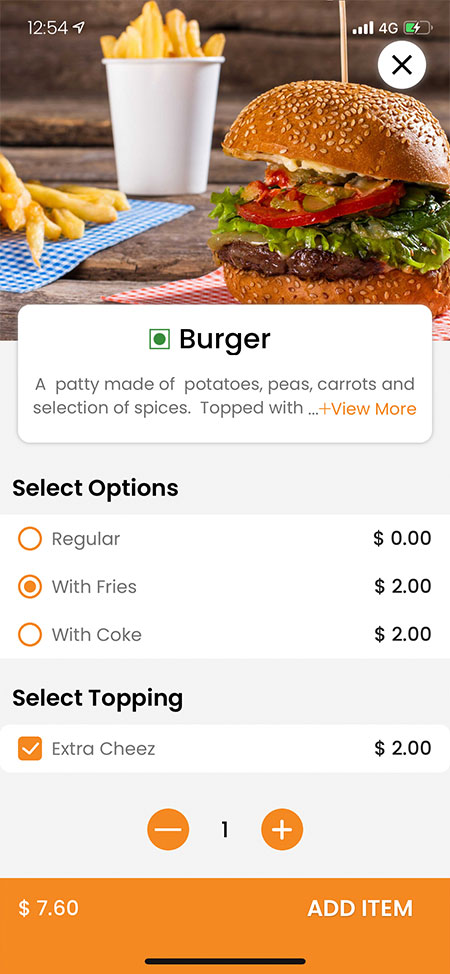 12:54
4G
Burger
A patty made of potatoes, peas, carrots and
selection of spices. Topped with ...+View More
Select Options
Regular $ 0.00
With Fries $ 2.00
With Coke $ 2.00
Select Topping
Extra Cheez $ 2.00
1
$ 7.60 ADD ITEM